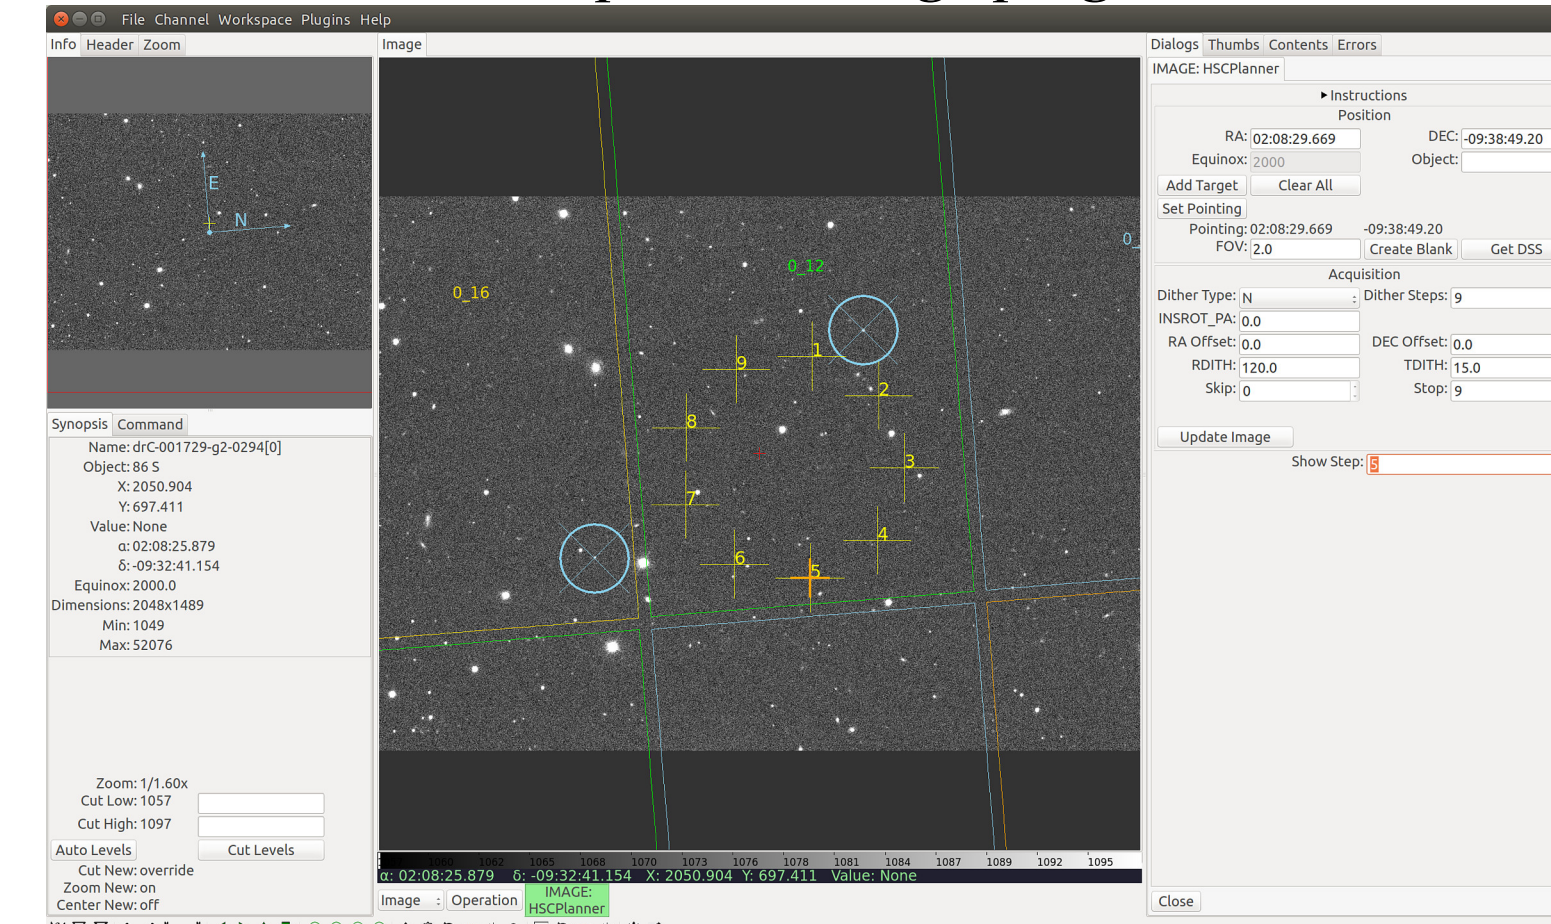 File Channel Workspace Plugins Help
Info Header Zoom
E
N
Synopsis Command
Name: drC-001729-g2-0294[0]
Object: 86 S
X: 2050.904
Y: 697.411
Value: None
α: 02:08:25.879
δ: -09:32:41.154
Equinox: 2000.0
Dimensions: 2048x1489
Min: 1049
Max: 52076
Zoom: 1/1.60x
Cut Low: 1057
Cut High: 1097
Auto Levels Cut Levels
Cut New: override
Zoom New: on
Center New: off
Image
0_
0_12
0_16
1
9
2
8
3
7
4
6
5
1060 1062 1065 1068 1070 1073 1076 1078 1081 1084 1087 1089 1092 1095
α: 02:08:25.879 δ: -09:32:41.154 X: 2050.904 Y: 697.411 Value: None
Image Operation IMAGE:
HSCPlanner
Dialogs Thumbs Contents Errors
IMAGE: HSCPlanner
Instructions
Position
RA: 02:08:29.669 DEC: -09:38:49.20
Equinox: 2000 Object:
Add Target Clear All
Set Pointing
Pointing: 02:08:29.669 -09:38:49.20
FOV: 2.0 Create Blank Get DSS
Acquisition
Dither Type: N Dither Steps: 9
INSROT_PA: 0.0
RA Offset: 0.0 DEC Offset: 0.0
RDITH: 120.0 TDITH: 15.0
Skip: 0 Stop: 9
Update Image
Show Step: 5
Close